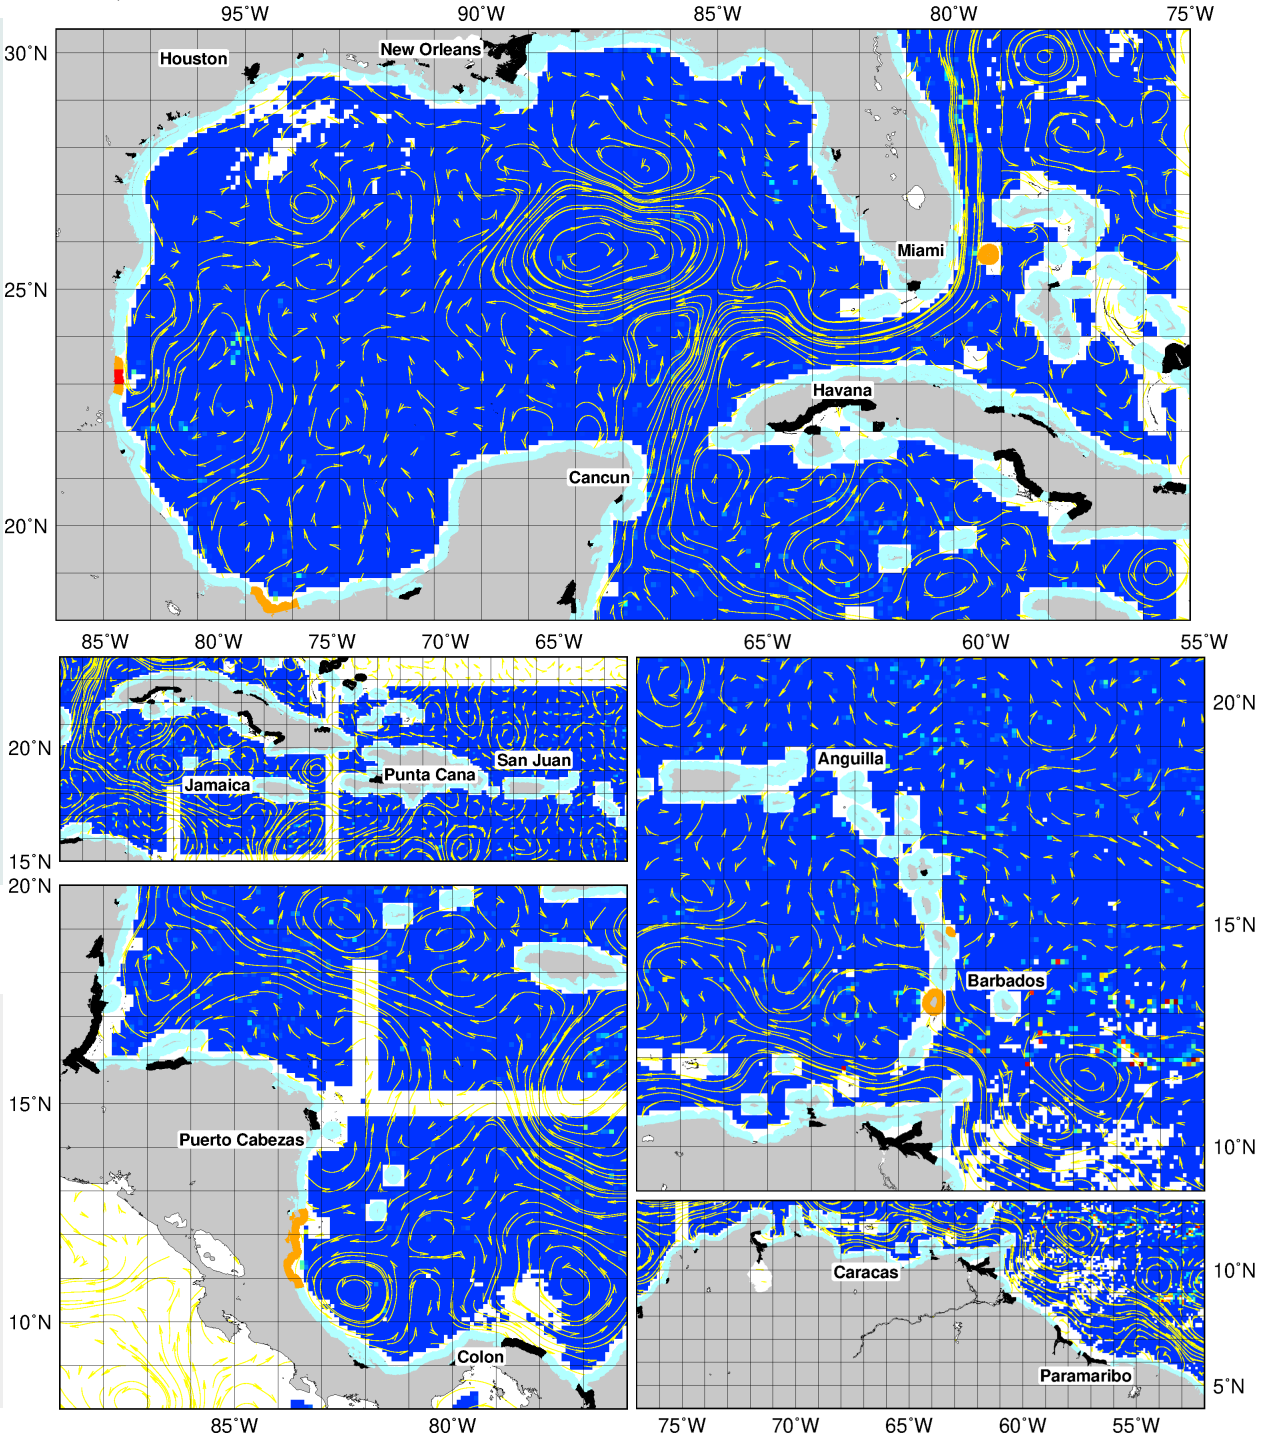 95°W 90°W 85°W 80°W 75°W
30°N
Houston
New Orleans
Miami
25°N
Havana
Cancun
20°N
85°W 80°W 75°W 70°W 65°W
65°W 60°W 55°W
20°N
San Juan
Punta Cana
Jamaica
15°N
20°N
Anguilla
15°N
Barbados
10°N
20°N
15°N
Puerto Cabezas
10°N
Colon
85°W 80°W
Caracas
10°N
Paramaribo
5°N
75°W 70°W 65°W 60°W 55°W